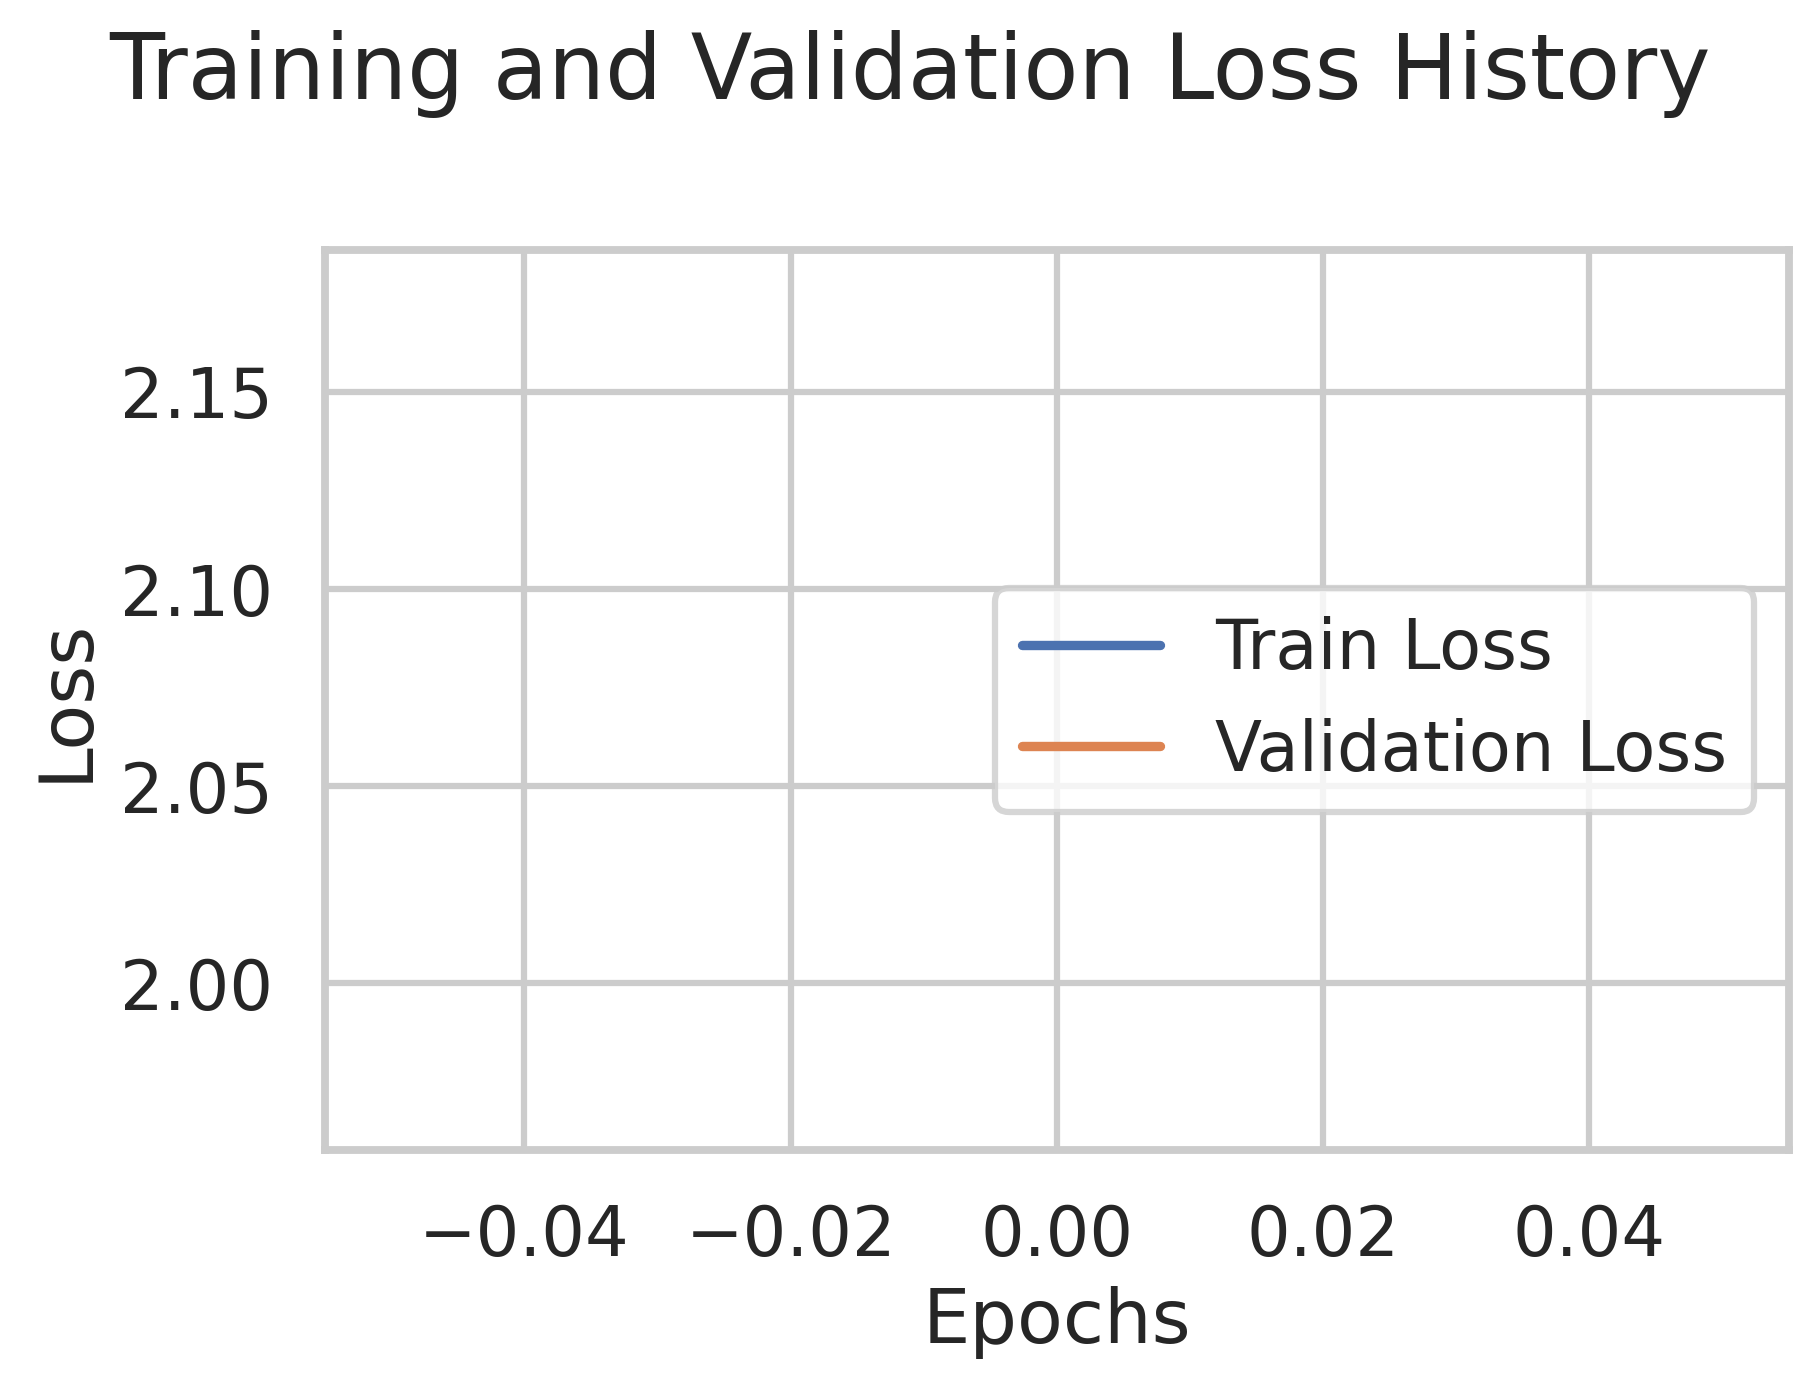 Training and Validation Loss History
2.15
2.10
2.05
2.00
Loss
Train Loss
Validation Loss
−0.04 −0.02 0.00 0.02 0.04
Epochs